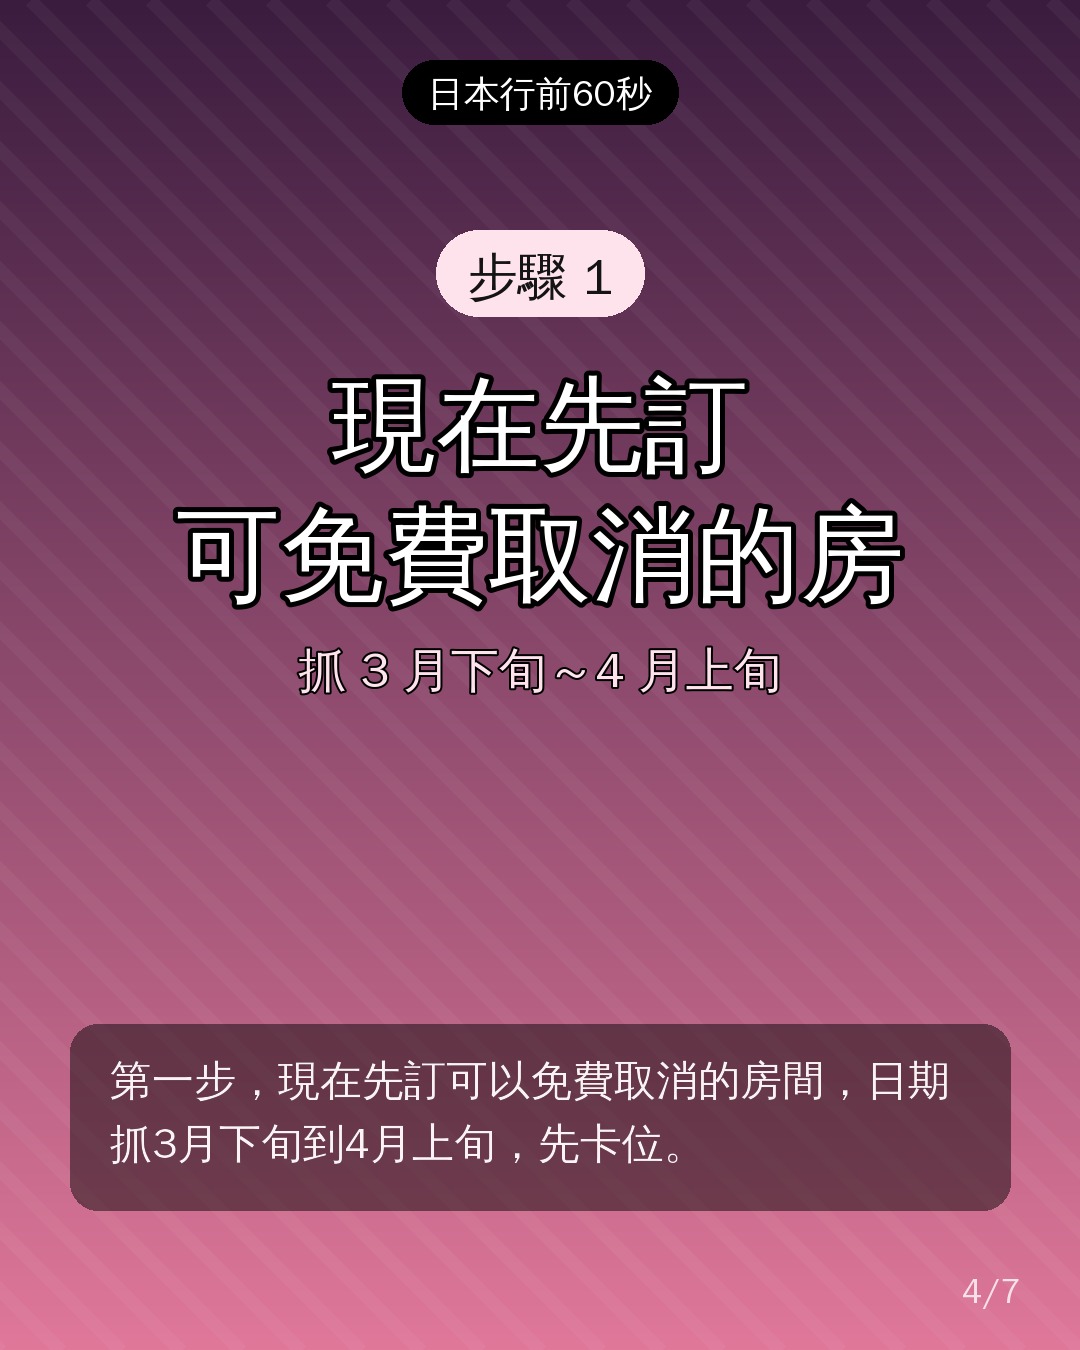 日本行前60秒
步驟 1
現在先訂
可免費取消的房
抓 3 月下旬～4 月上旬
第一步，現在先訂可以免費取消的房間，日期
抓3月下旬到4月上旬，先卡位。
4/7